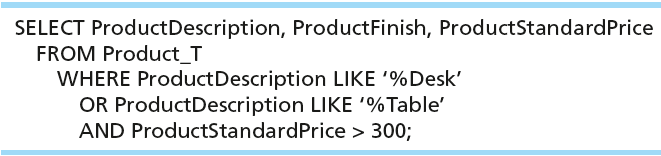 SELECT ProductDescription, ProductFinish, ProductStandardPrice
FROM Product_T
WHERE ProductDescription LIKE ‘%Desk’
OR ProductDescription LIKE ‘%Table’
AND ProductStandardPrice > 300;